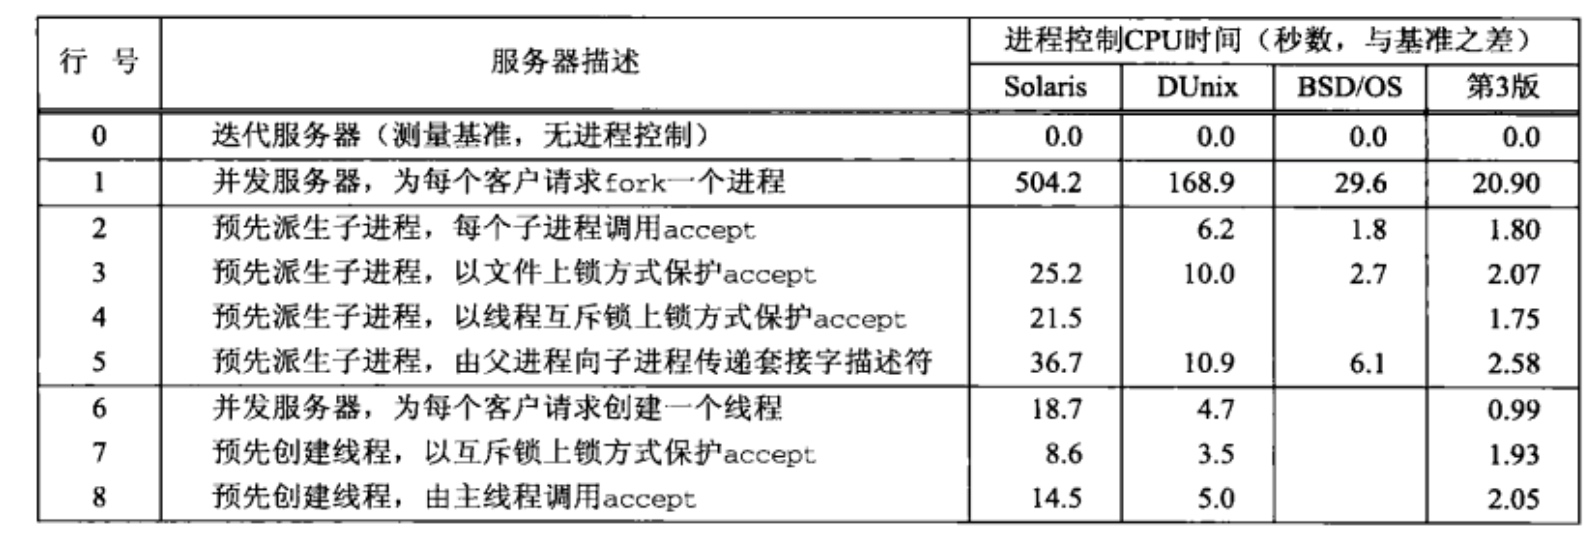 行 号 服务器描述 进程控制CPU时间（秒数，与基准之差）
Solaris DUnix BSD/OS 第3版
0 迭代服务器（测量基准，无进程控制） 0.0 0.0 0.0 0.0
1 并发服务器，为每个客户请求fork一个进程 504.2 168.9 29.6 20.90
2 预先派生子进程，每个子进程调用accept 6.2 1.8 1.80
3 预先派生子进程，以文件上锁方式保护accept 25.2 10.0 2.7 2.07
4 预先派生子进程，以线程互斥锁上锁方式保护accept 21.5 1.75
5 预先派生子进程，由父进程向子进程传递套接字描述符 36.7 10.9 6.1 2.58
6 并发服务器，为每个客户请求创建一个线程 18.7 4.7 0.99
7 预先创建线程，以互斥锁上锁方式保护accept 8.6 3.5 1.93
8 预先创建线程，由主线程调用accept 14.5 5.0 2.05